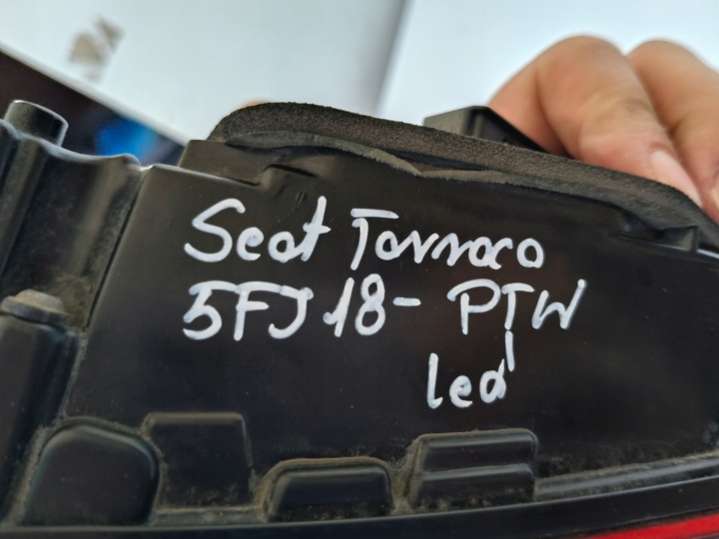 Seat Tarraco
5FJ 18- PTW
led